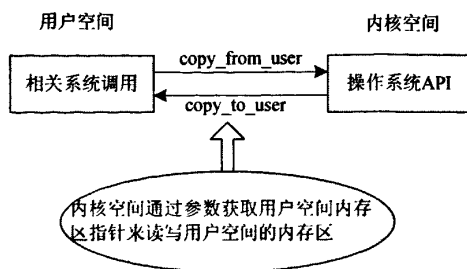 用户空间
内核空间
copy_from_user
相关系统调用
操作系统API
copy_to_user
内核空间通过参数获取用户空间内存
区指针来读写用户空间的内存区